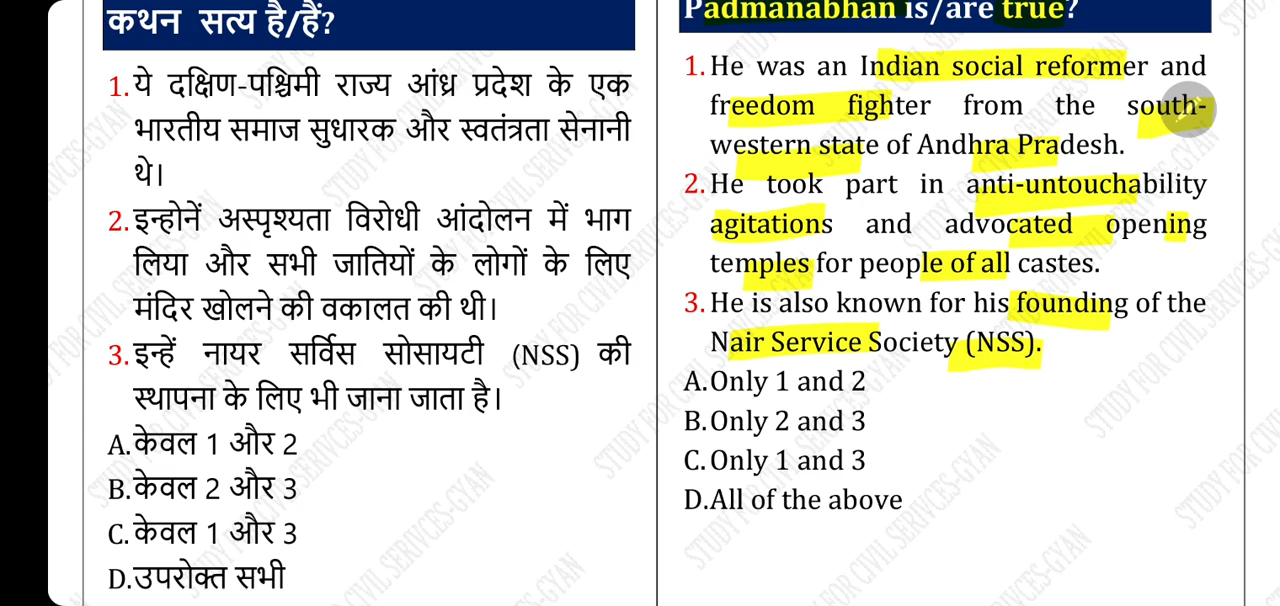 कथन सत्य है/हैं?
1. ये दक्षिण-पश्चिमी राज्य आंध्र प्रदेश के एक
भारतीय समाज सुधारक और स्वतंत्रता सेनानी
थे।
2. इन्होनें अस्पृश्यता विरोधी आंदोलन में भाग
लिया और सभी जातियों के लोगों के लिए
मंदिर खोलने की वकालत की थी।
3. इन्हें नायर सर्विस सोसायटी (NSS) की
स्थापना के लिए भी जाना जाता है।
A.केवल 1 और 2
B.केवल 2 और 3
C.केवल 1 और 3
D.उपरोक्त सभी
Padmanabhan is/are true?
1. He was an Indian social reformer and
freedom fighter from the south-
western state of Andhra Pradesh.
2. He took part in anti-untouchability
agitations and advocated opening
temples for people of all castes.
3. He is also known for his founding of the
Nair Service Society (NSS).
A.Only 1 and 2
B.Only 2 and 3
C.Only 1 and 3
D.All of the above
STUDY FOR CIVIL SERIVCES-GYAN